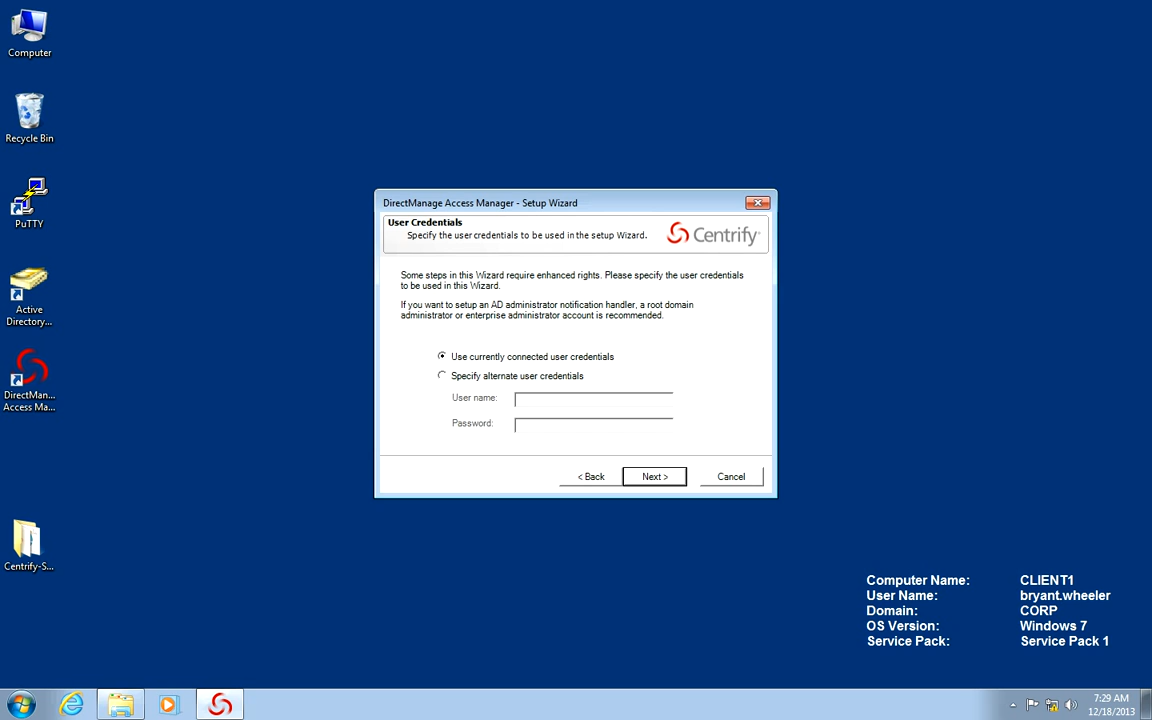 Computer
Recycle Bin
PuTTY
Active
Directory...
DirectMan...
Access Ma...
Centrify-S...
DirectManage Access Manager - Setup Wizard
User Credentials
Specify the user credentials to be used in the setup Wizard.
Centrify
Some steps in this Wizard require enhanced rights. Please specify the user credentials
to be used in this Wizard.
If you want to setup an AD administrator notification handler, a root domain
administrator or enterprise administrator account is recommended.
Use currently connected user credentials
Specify alternate user credentials
User name:
Password:
< Back Next > Cancel
Computer Name: CLIENT1
User Name: bryant.wheeler
Domain: CORP
OS Version: Windows 7
Service Pack: Service Pack 1
7:29 AM
12/18/2013